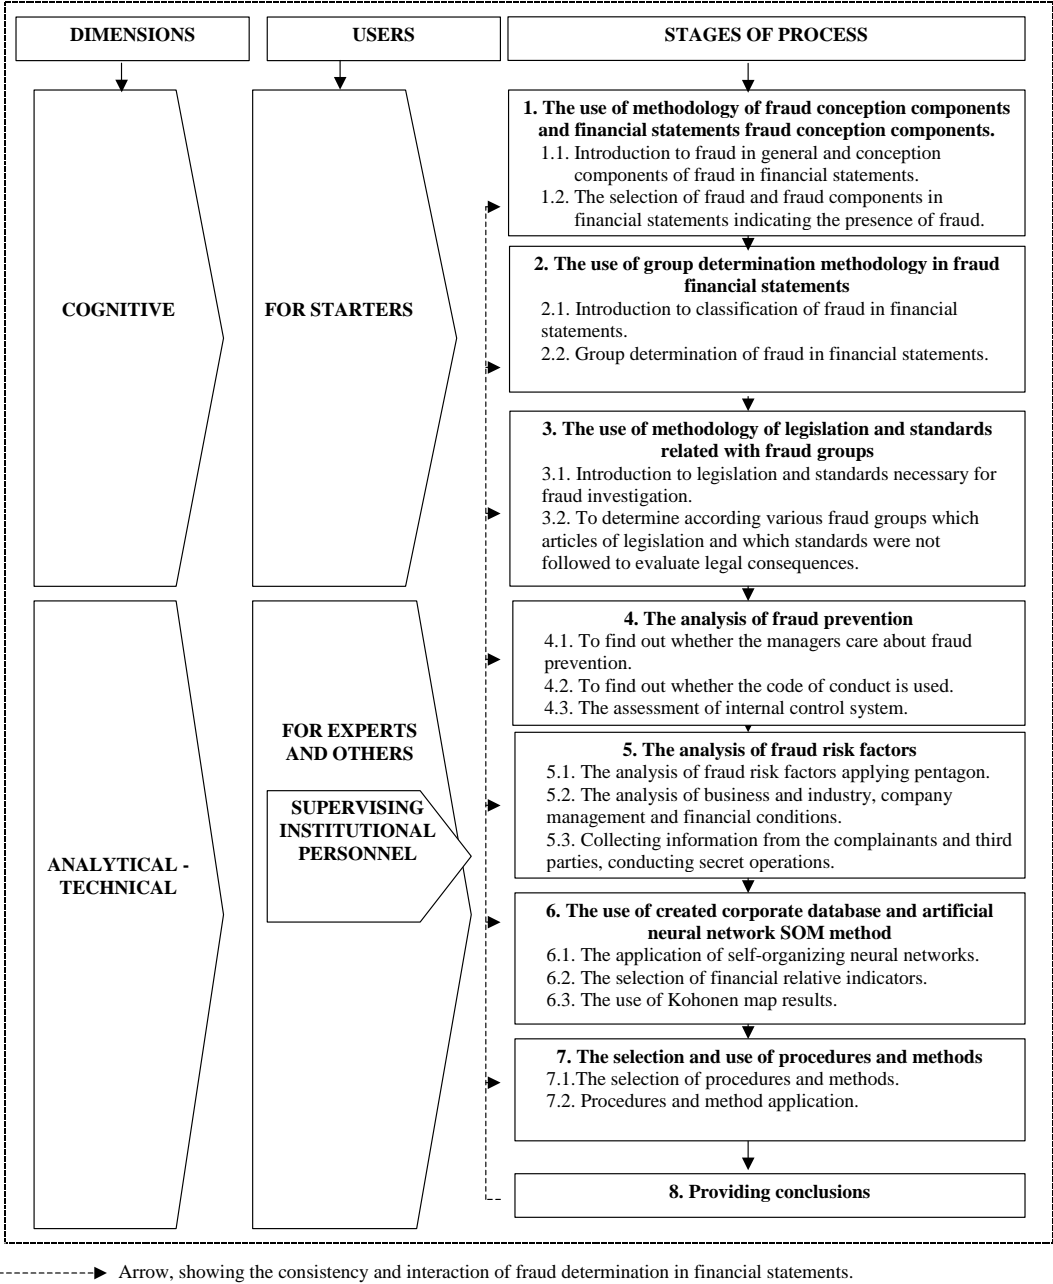 DIMENSIONS
USERS
STAGES OF PROCESS
COGNITIVE
FOR STARTERS
1. The use of methodology of fraud conception components
and financial statements fraud conception components.
1.1. Introduction to fraud in general and conception
components of fraud in financial statements.
1.2. The selection of fraud and fraud components in
financial statements indicating the presence of fraud.
2. The use of group determination methodology in fraud
financial statements
2.1. Introduction to classification of fraud in financial
statements.
2.2. Group determination of fraud in financial statements.
3. The use of methodology of legislation and standards
related with fraud groups
3.1. Introduction to legislation and standards necessary for
fraud investigation.
3.2. To determine according various fraud groups which
articles of legislation and which standards were not
followed to evaluate legal consequences.
ANALYTICAL -
TECHNICAL
FOR EXPERTS
AND OTHERS
SUPERVISING
INSTITUTIONAL
PERSONNEL
4. The analysis of fraud prevention
4.1. To find out whether the managers care about fraud
prevention.
4.2. To find out whether the code of conduct is used.
4.3. The assessment of internal control system.
5. The analysis of fraud risk factors
5.1. The analysis of fraud risk factors applying pentagon.
5.2. The analysis of business and industry, company
management and financial conditions.
5.3. Collecting information from the complainants and third
parties, conducting secret operations.
6. The use of created corporate database and artificial
neural network SOM method
6.1. The application of self-organizing neural networks.
6.2. The selection of financial relative indicators.
6.3. The use of Kohonen map results.
7. The selection and use of procedures and methods
7.1.The selection of procedures and methods.
7.2. Procedures and method application.
8. Providing conclusions
Arrow, showing the consistency and interaction of fraud determination in financial statements.